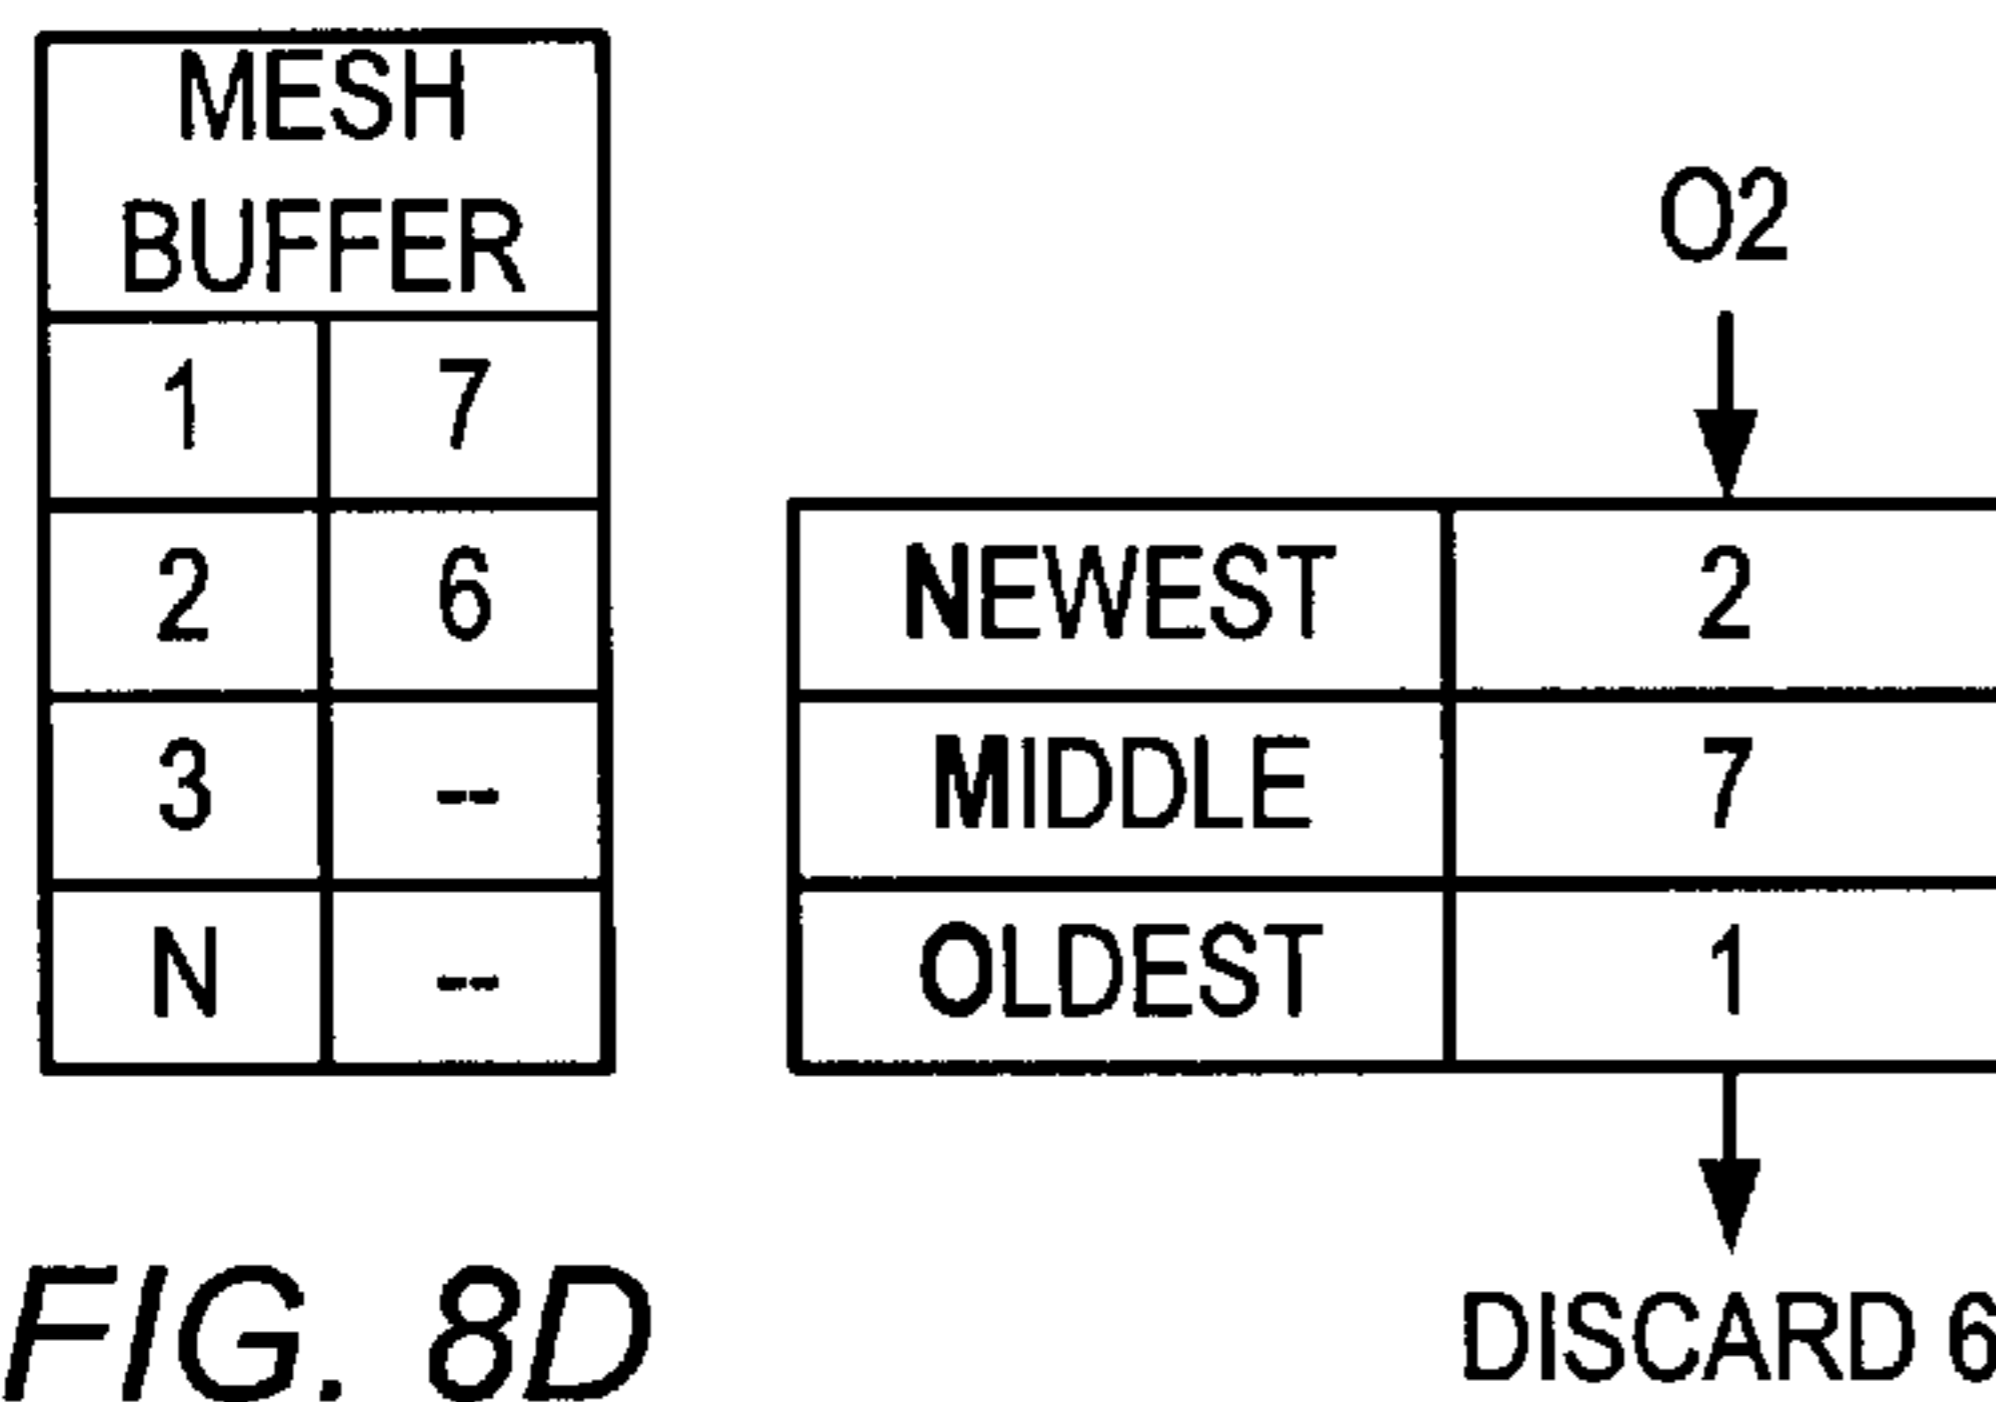 MESH
BUFFER
1 7
2 6
3 --
N --
O2
NEWEST 2
MIDDLE 7
OLDEST 1
DISCARD 6
FIG. 8D